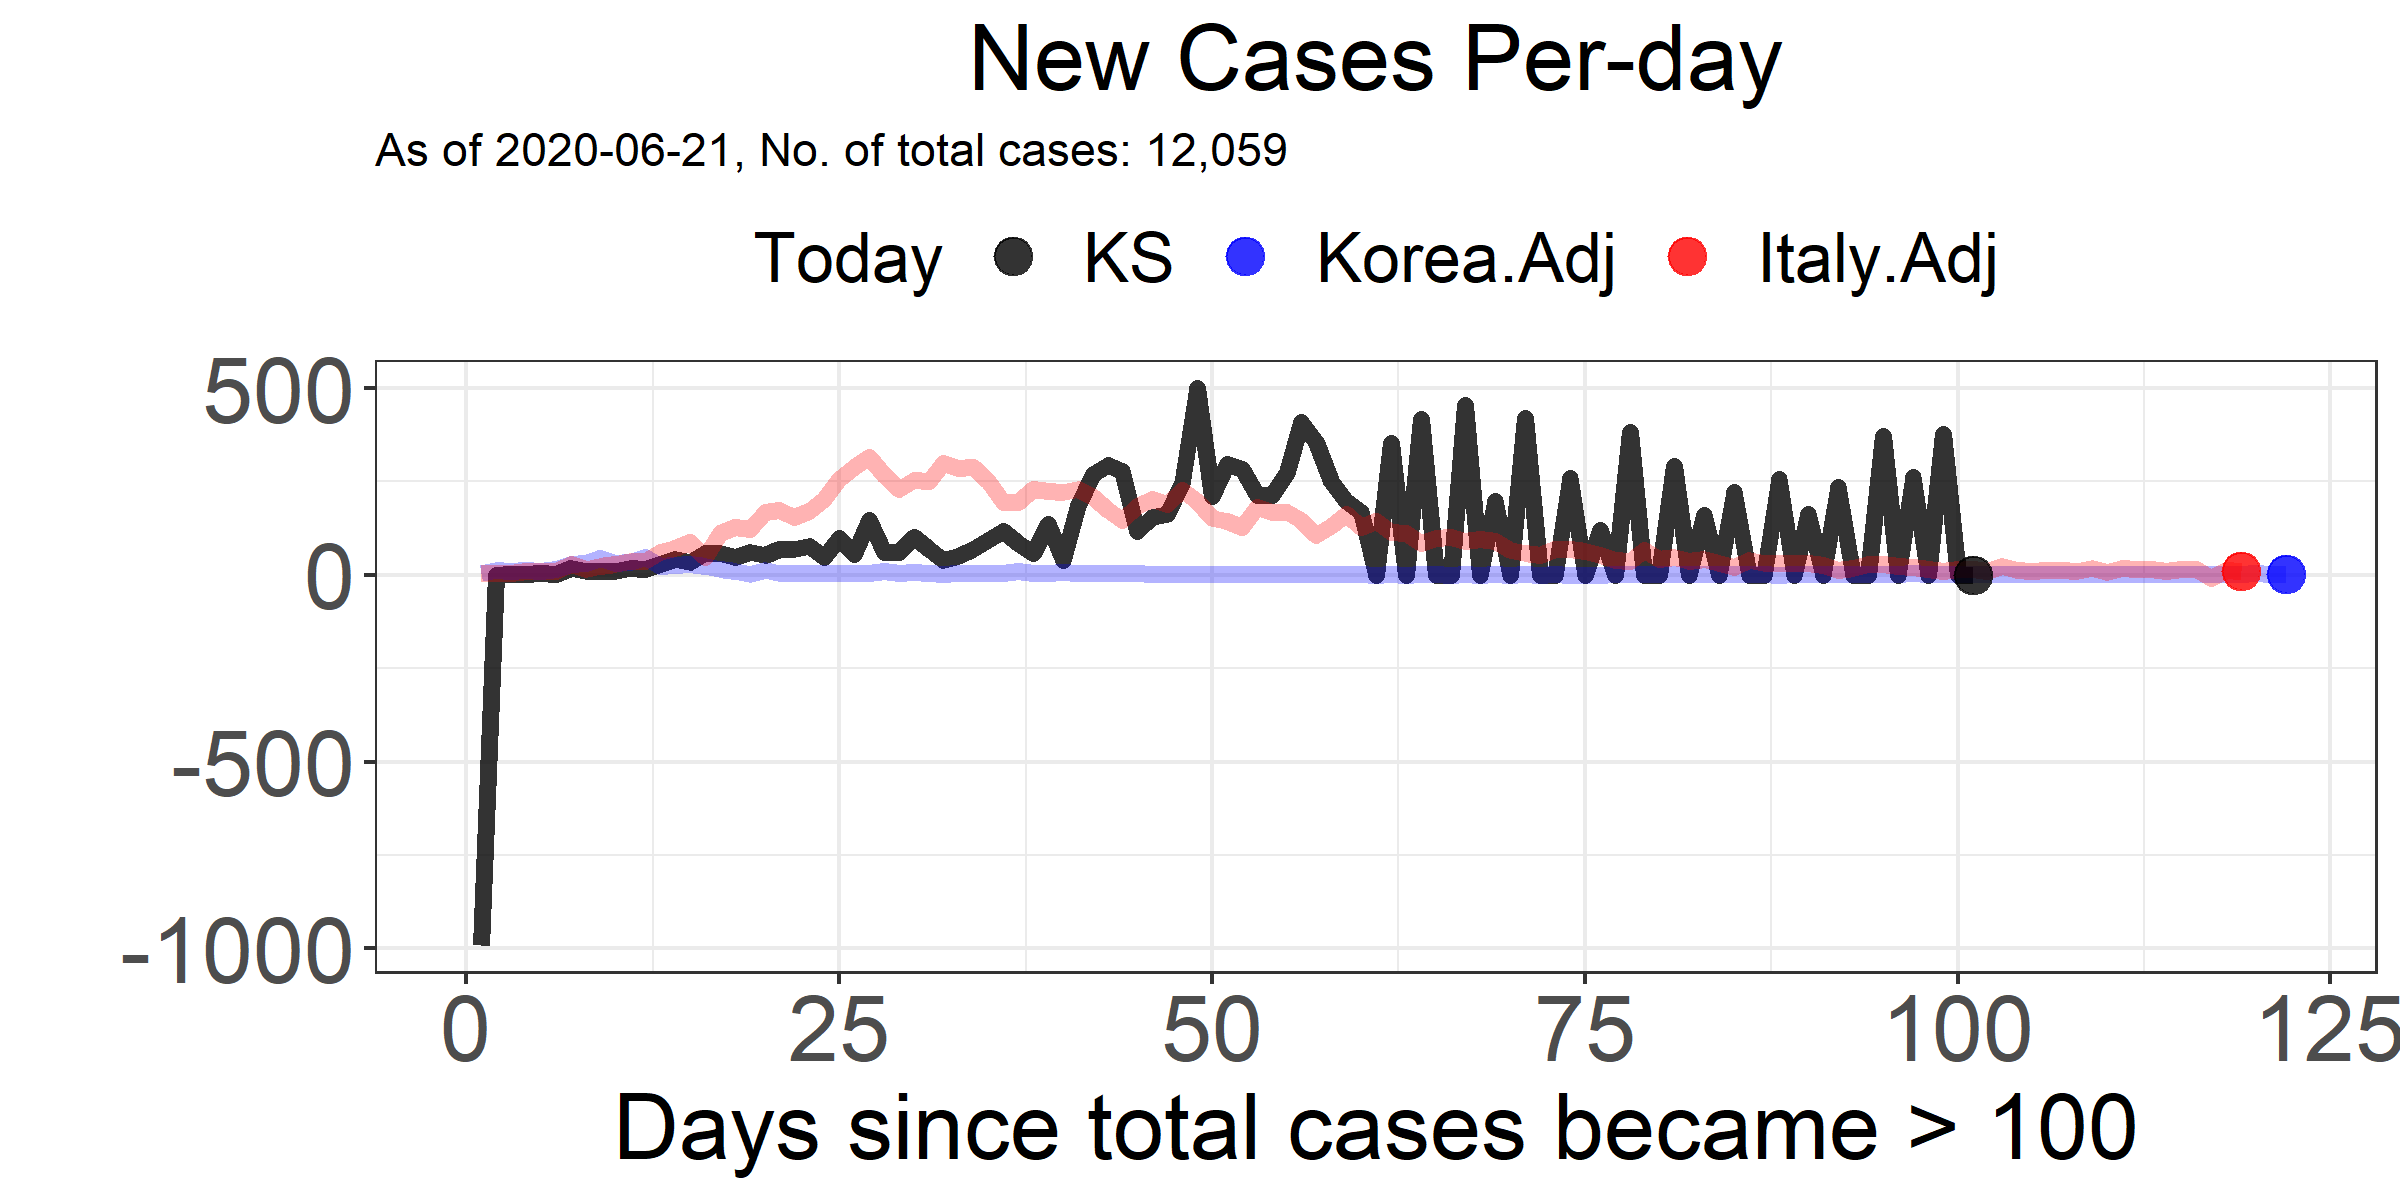 New Cases Per-day
As of 2020-06-21, No. of total cases: 12,059
Today KS Korea.Adj Italy.Adj
500
0
-500
-1000
0 25 50 75 100 125
Days since total cases became > 100